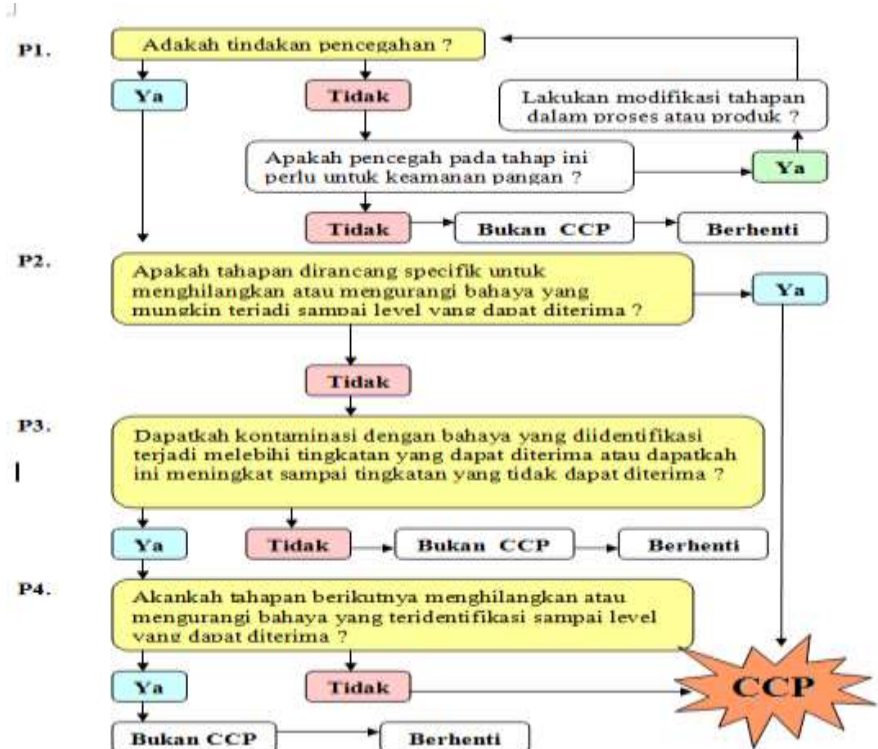 P1.
Adakah tindakan pencegahan ?
Ya
Tidak
Lakukan modifikasi tahapan
dalam proses atau produk ?
Apakah pencegah pada tahap ini
perlu untuk keamanan pangan ?
Ya
Tidak
Bukan CCP
Berhenti
P2.
Apakah tahapan dirancang specifik untuk
menghilangkan atau mengurangi bahaya yang
mungkin terjadi sampai level yang dapat diterima ?
Ya
Tidak
P3.
Dapatkah kontaminasi dengan bahaya yang diidentifikasi
terjadi melebihi tingkatan yang dapat diterima atau dapatkah
ini meningkat sampai tingkatan yang tidak dapat diterima ?
Ya
Tidak
Bukan CCP
Berhenti
P4.
Akankah tahapan berikutnya menghilangkan atau
mengurangi bahaya yang teridentifikasi sampai level
yang dapat diterima ?
Ya
Tidak
CCP
Bukan CCP
Berhenti